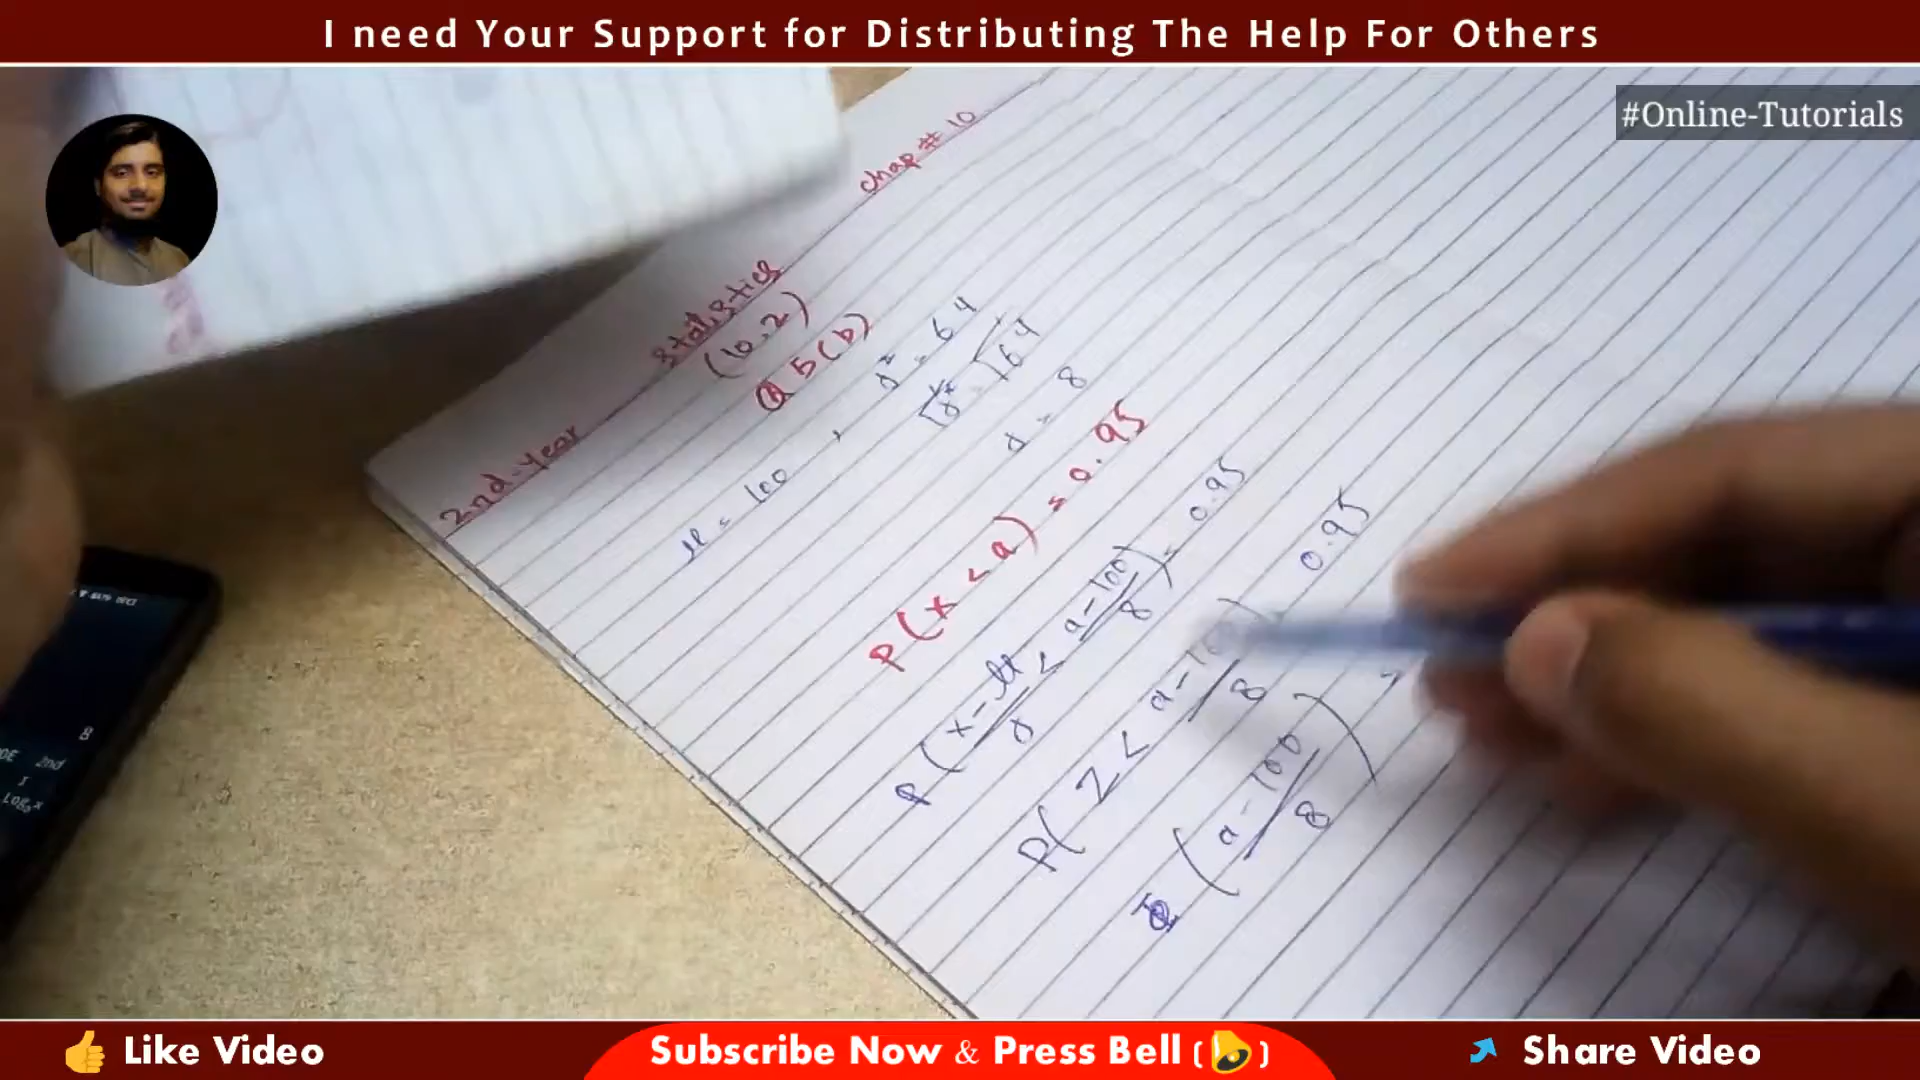 I need Your Support for Distributing The Help For Others
#Online-Tutorials
2nd-year Statistics Chap # 10
(10.2)
Q 5(b)
μ = 100 , σ² = 64
√σ² = √64
σ = 8
P(x < a) = 0.95
P(x-μ/σ < a-100/8) = 0.95
P(Z < a-100/8) = 0.95
Φ(a-100/8)
8
2nd
Like Video
Subscribe Now & Press Bell ( )
Share Video